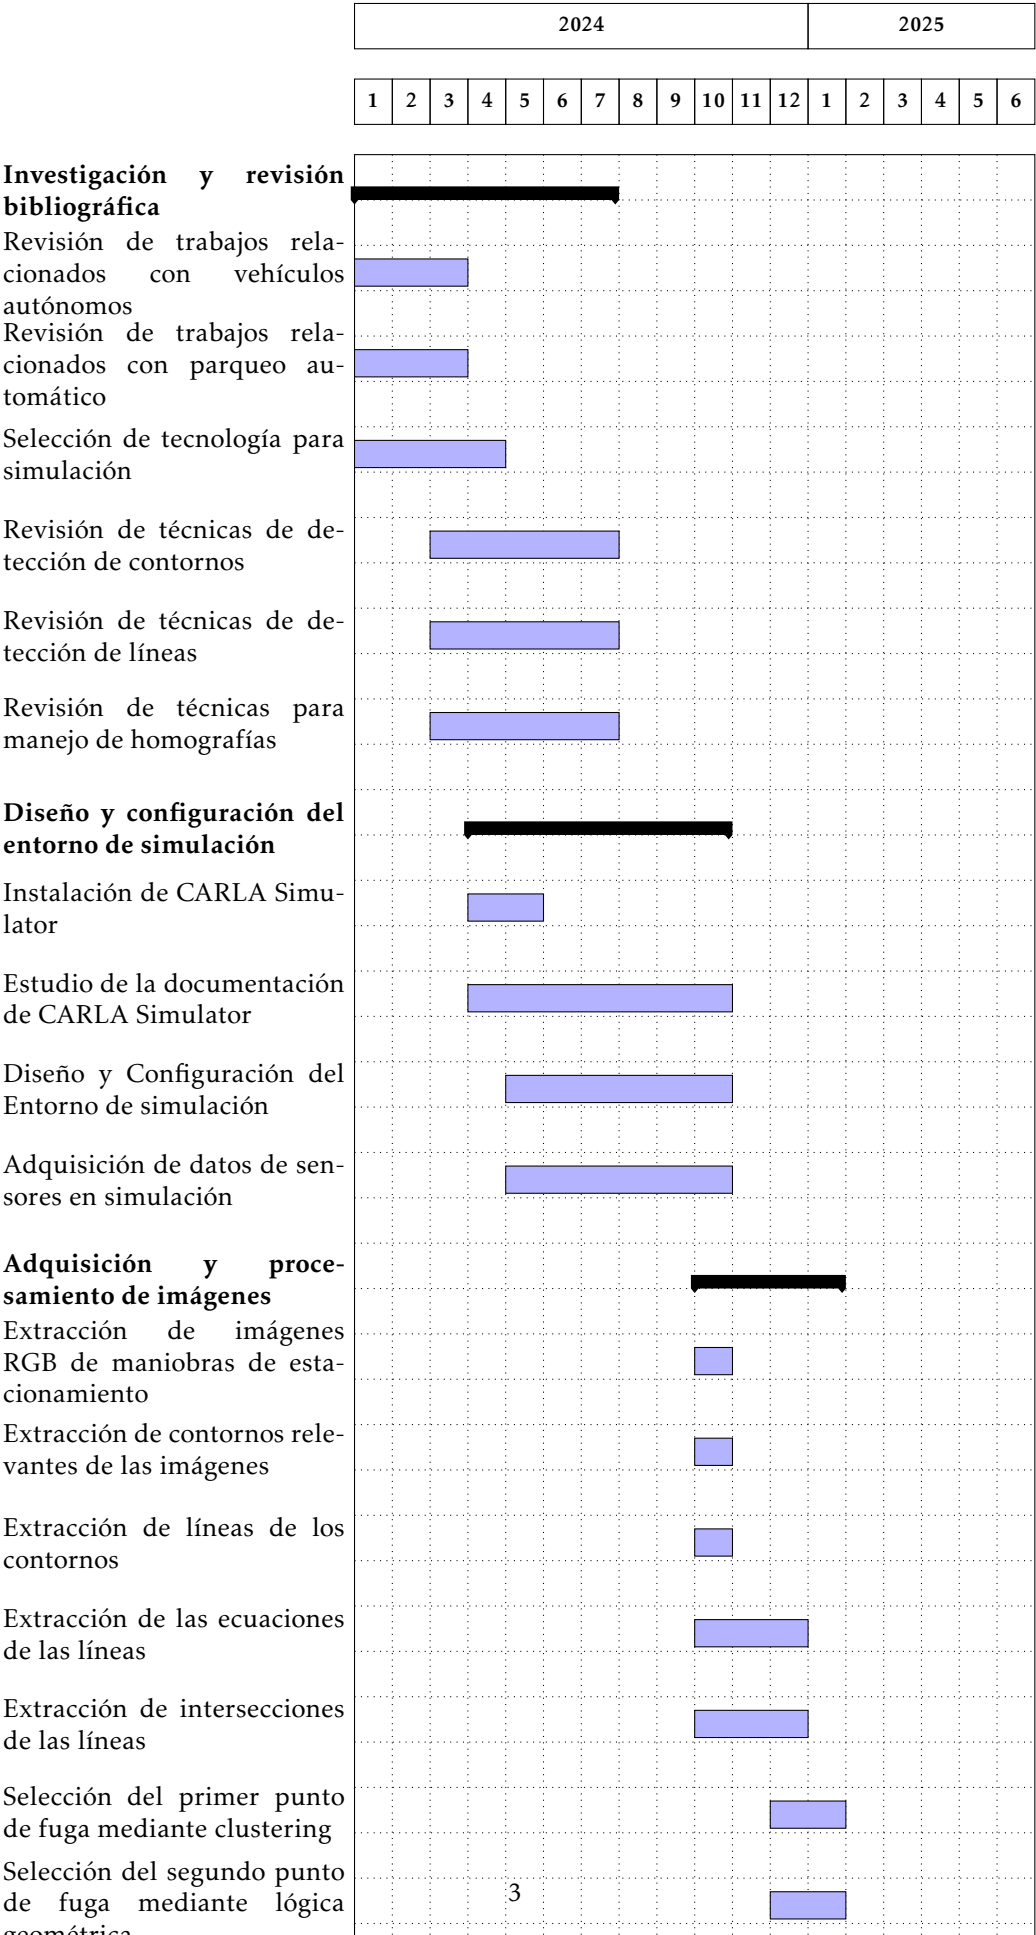 2024 2025
1 2 3 4 5 6 7 8 9 10 11 12 1 2 3 4 5 6
Investigación y revisión
bibliográfica
Revisión de trabajos rela-
cionados con vehículos
autónomos
Revisión de trabajos rela-
cionados con parqueo au-
tomático
Selección de tecnología para
simulación
Revisión de técnicas de de-
tección de contornos
Revisión de técnicas de de-
tección de líneas
Revisión de técnicas para
manejo de homografías
Diseño y configuración del
entorno de simulación
Instalación de CARLA Simu-
lator
Estudio de la documentación
de CARLA Simulator
Diseño y Configuración del
Entorno de simulación
Adquisición de datos de sen-
sores en simulación
Adquisición y proce-
samiento de imágenes
Extracción de imágenes
RGB de maniobras de esta-
cionamiento
Extracción de contornos rele-
vantes de las imágenes
Extracción de líneas de los
contornos
Extracción de las ecuaciones
de las líneas
Extracción de intersecciones
de las líneas
Selección del primer punto
de fuga mediante clustering
Selección del segundo punto
de fuga mediante lógica
geométrica
3